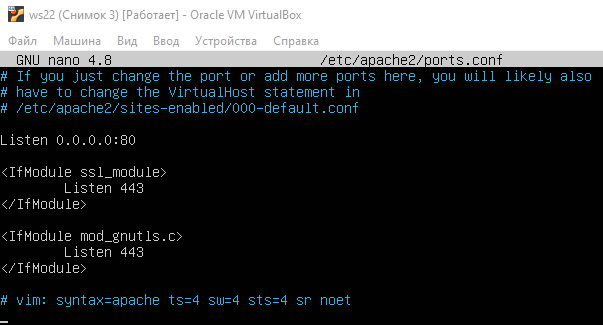 ws22 (Снимок 3) [Работает] - Oracle VM VirtualBox
Файл Машина Вид Ввод Устройства Справка
GNU nano 4.8 /etc/apache2/ports.conf
# If you just change the port or add more ports here, you will likely also
# have to change the VirtualHost statement in
# /etc/apache2/sites-enabled/000-default.conf
Listen 0.0.0.0:80
<IfModule ssl_module>
Listen 443
</IfModule>
<IfModule mod_gnutls.c>
Listen 443
</IfModule>
# vim: syntax=apache ts=4 sw=4 sts=4 sr noet